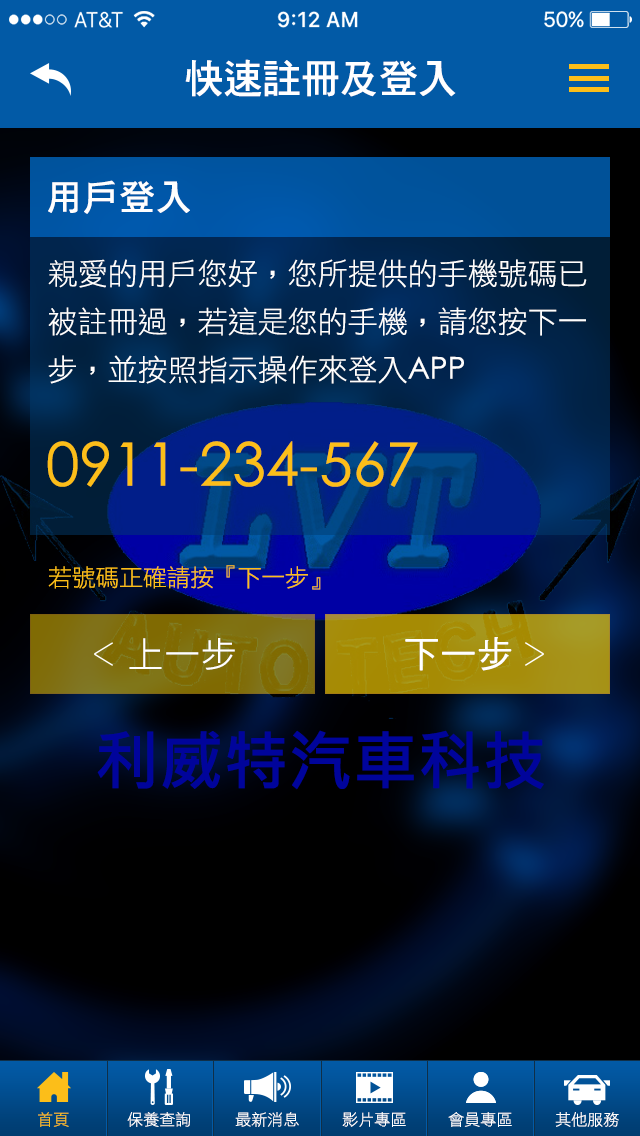 AT&T 9:12 AM 50%
快速註冊及登入
用戶登入
親愛的用戶您好，您所提供的手機號碼已
被註冊過，若這是您的手機，請您按下一
步，並按照指示操作來登入APP
0911-234-567
LVT
若號碼正確請按『下一步』
< 上一步 下一步 >
AUTO TECH
利威特汽車科技
首頁 保養查詢 最新消息 影片專區 會員專區 其他服務